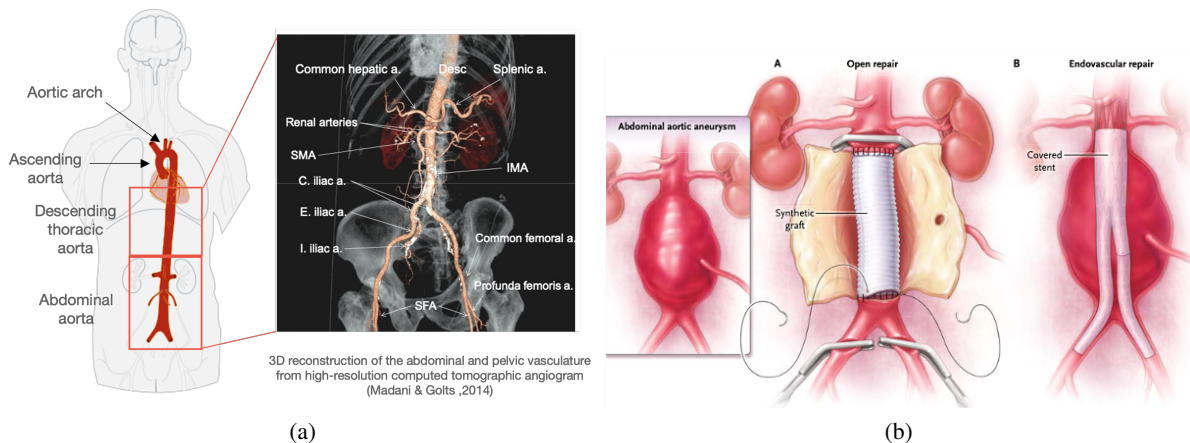 Aortic arch
Ascending
aorta
Descending
thoracic
aorta
Abdominal
aorta
Common hepatic a.
Desc
Splenic a.
Renal arteries
SMA
IMA
C. iliac a.
E. iliac a.
I. iliac a.
Common femoral a.
Profunda femoris a.
SFA
3D reconstruction of the abdominal and pelvic vasculature
from high-resolution computed tomographic angiogram
(Madani & Golts ,2014)
(a)
A
Open repair
B
Endovascular repair
Abdominal aortic aneurysm
Synthetic
graft
Covered
stent
(b)